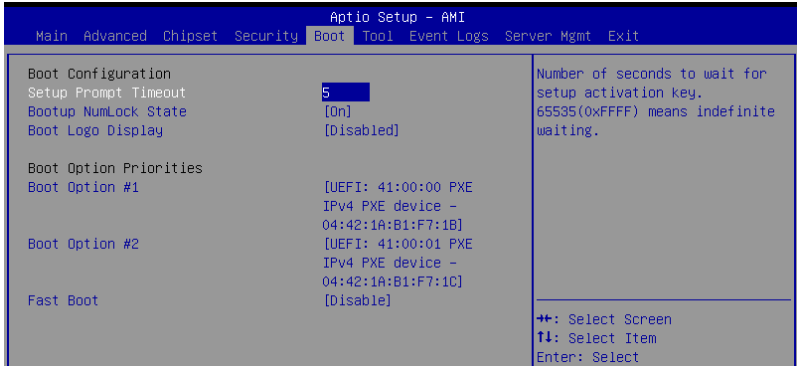 Aptio Setup – AMI
Main Advanced Chipset Security Boot Tool Event Logs Server Mgmt Exit
Boot Configuration
Setup Prompt Timeout 5
Bootup NumLock State [On]
Boot Logo Display [Disabled]
Boot Option Priorities
Boot Option #1 [UEFI: 41:00:00 PXE
IPv4 PXE device –
04:42:1A:B1:F7:1B]
Boot Option #2 [UEFI: 41:00:01 PXE
IPv4 PXE device –
04:42:1A:B1:F7:1C]
Fast Boot [Disable]
Number of seconds to wait for
setup activation key.
65535(0xFFFF) means indefinite
waiting.
→←: Select Screen
↑↓: Select Item
Enter: Select